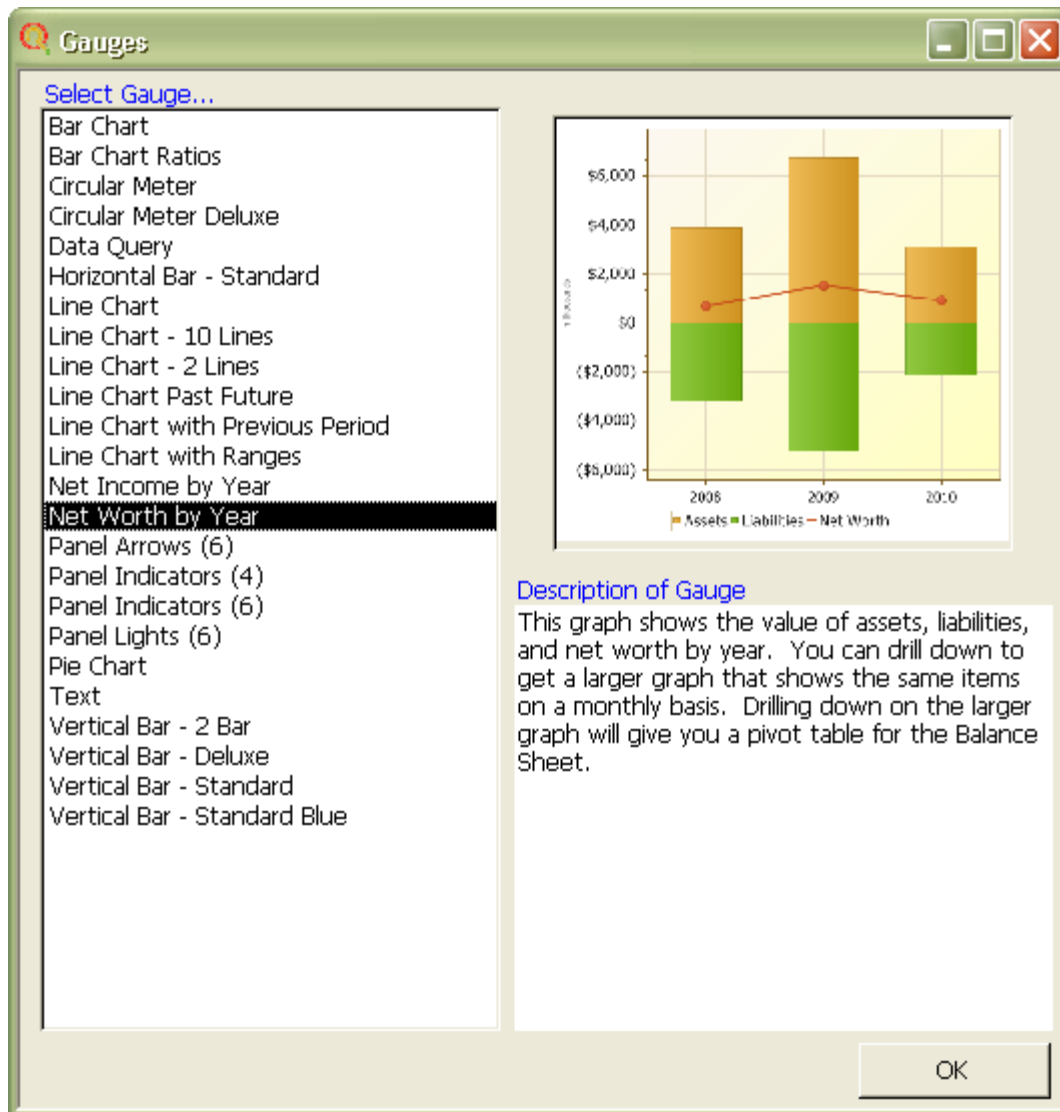 Gauges
Select Gauge...
Bar Chart
Bar Chart Ratios
Circular Meter
Circular Meter Deluxe
Data Query
Horizontal Bar - Standard
Line Chart
Line Chart - 10 Lines
Line Chart - 2 Lines
Line Chart Past Future
Line Chart with Previous Period
Line Chart with Ranges
Net Income by Year
Net Worth by Year
Panel Arrows (6)
Panel Indicators (4)
Panel Indicators (6)
Panel Lights (6)
Pie Chart
Text
Vertical Bar - 2 Bar
Vertical Bar - Deluxe
Vertical Bar - Standard
Vertical Bar - Standard Blue
$6,000
$4,000
$2,000
$0
($2,000)
($4,000)
($6,000)
2008 2009 2010
Assets Liabilities Net Worth
Description of Gauge
This graph shows the value of assets, liabilities,
and net worth by year. You can drill down to
get a larger graph that shows the same items
on a monthly basis. Drilling down on the larger
graph will give you a pivot table for the Balance
Sheet.
OK